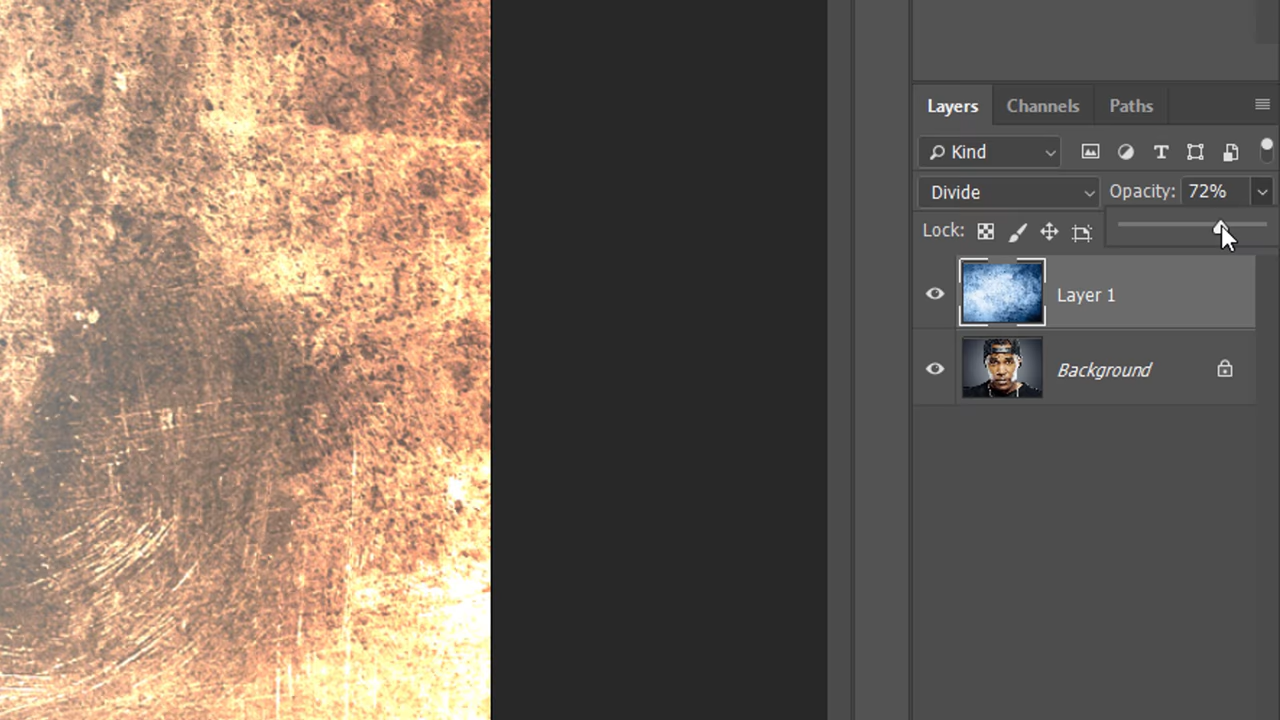 Layers Channels Paths
Kind
Divide Opacity: 72%
Lock:
Layer 1
Background